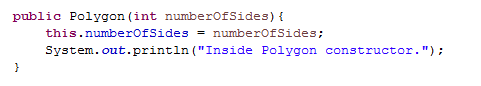 public Polygon(int numberOfSides){
    this.numberOfSides = numberOfSides;
    System.out.println("Inside Polygon constructor.");
}